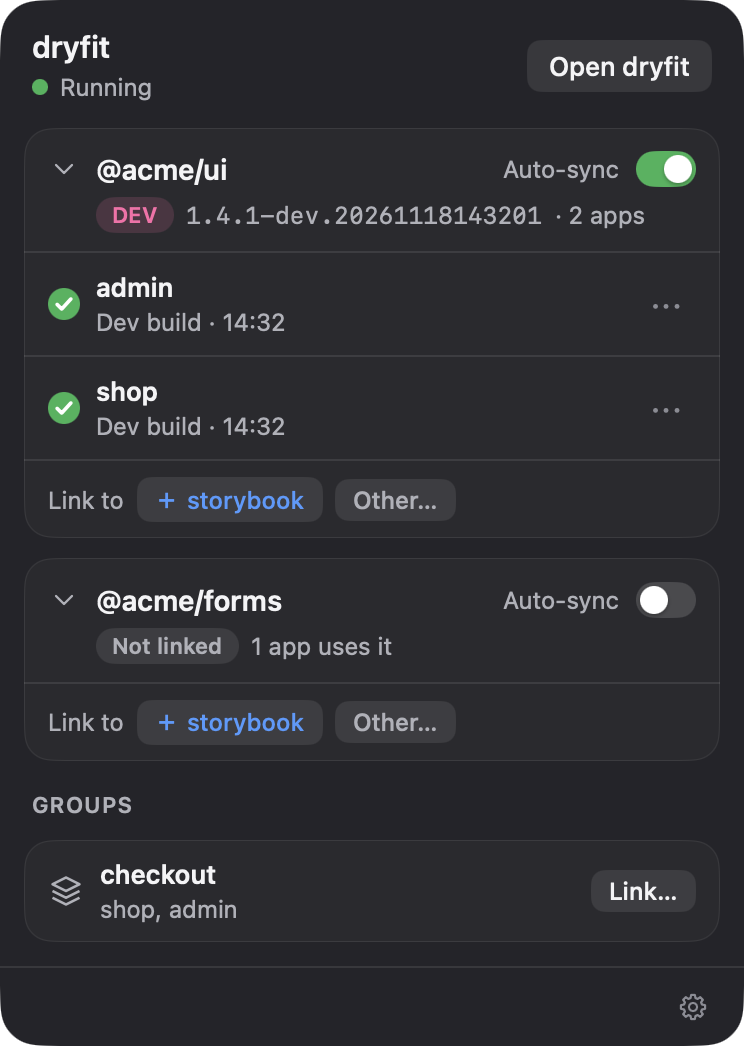 dryfit
Running
Open dryfit
@acme/ui
Auto-sync
DEV 1.4.1-dev.20261118143201 · 2 apps
admin
Dev build · 14:32
...
shop
Dev build · 14:32
...
Link to + storybook Other...
@acme/forms
Auto-sync
Not linked 1 app uses it
Link to + storybook Other...
GROUPS
checkout
shop, admin
Link...